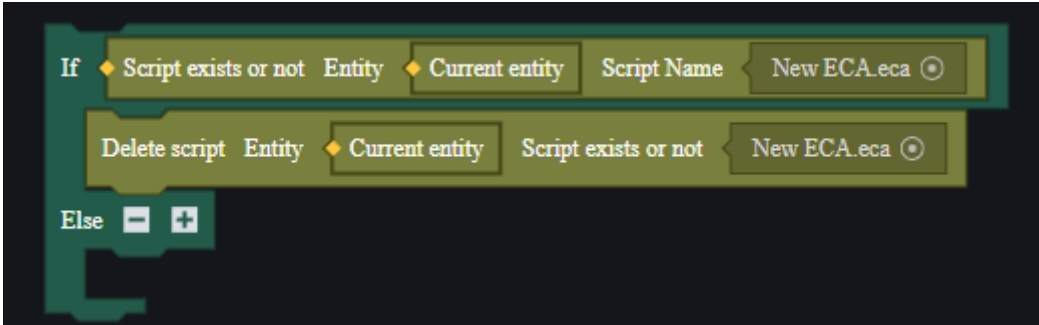 If Script exists or not Entity Current entity Script Name New ECA.eca
Delete script Entity Current entity Script exists or not New ECA.eca
Else